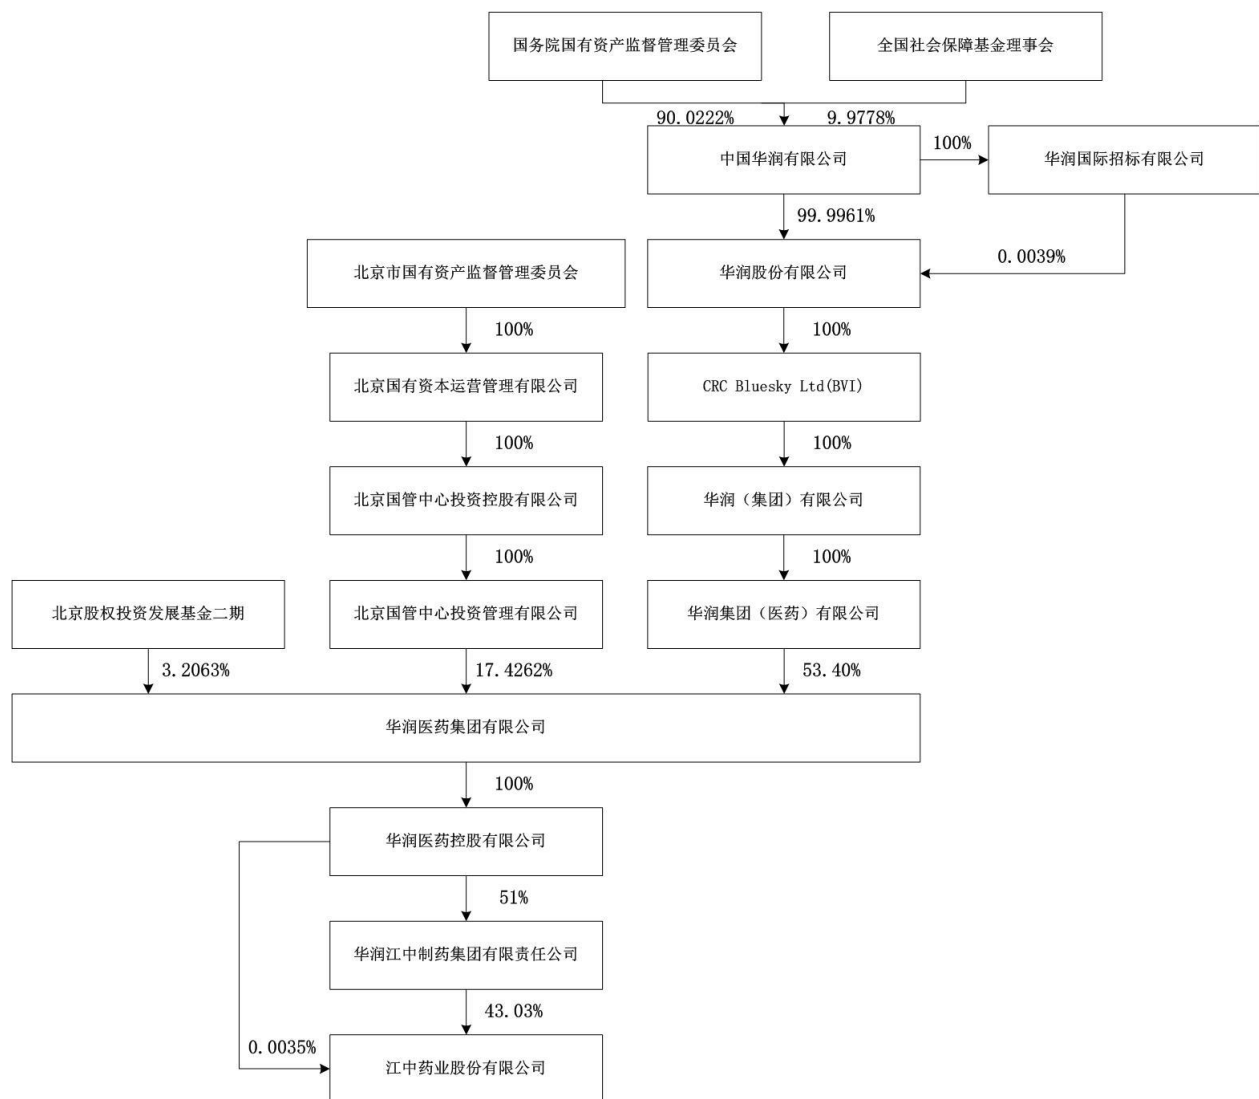 国务院国有资产监督管理委员会
全国社会保障基金理事会
90.0222%
9.9778%
中国华润有限公司
100%
华润国际招标有限公司
99.9961%
北京市国有资产监督管理委员会
华润股份有限公司
0.0039%
100%
100%
北京国有资本运营管理有限公司
CRC Bluesky Ltd(BVI)
100%
100%
北京国管中心投资控股有限公司
华润（集团）有限公司
100%
100%
北京股权投资发展基金二期
北京国管中心投资管理有限公司
华润集团（医药）有限公司
3.2063%
17.4262%
53.40%
华润医药集团有限公司
100%
华润医药控股有限公司
51%
华润江中制药集团有限责任公司
43.03%
0.0035%
江中药业股份有限公司